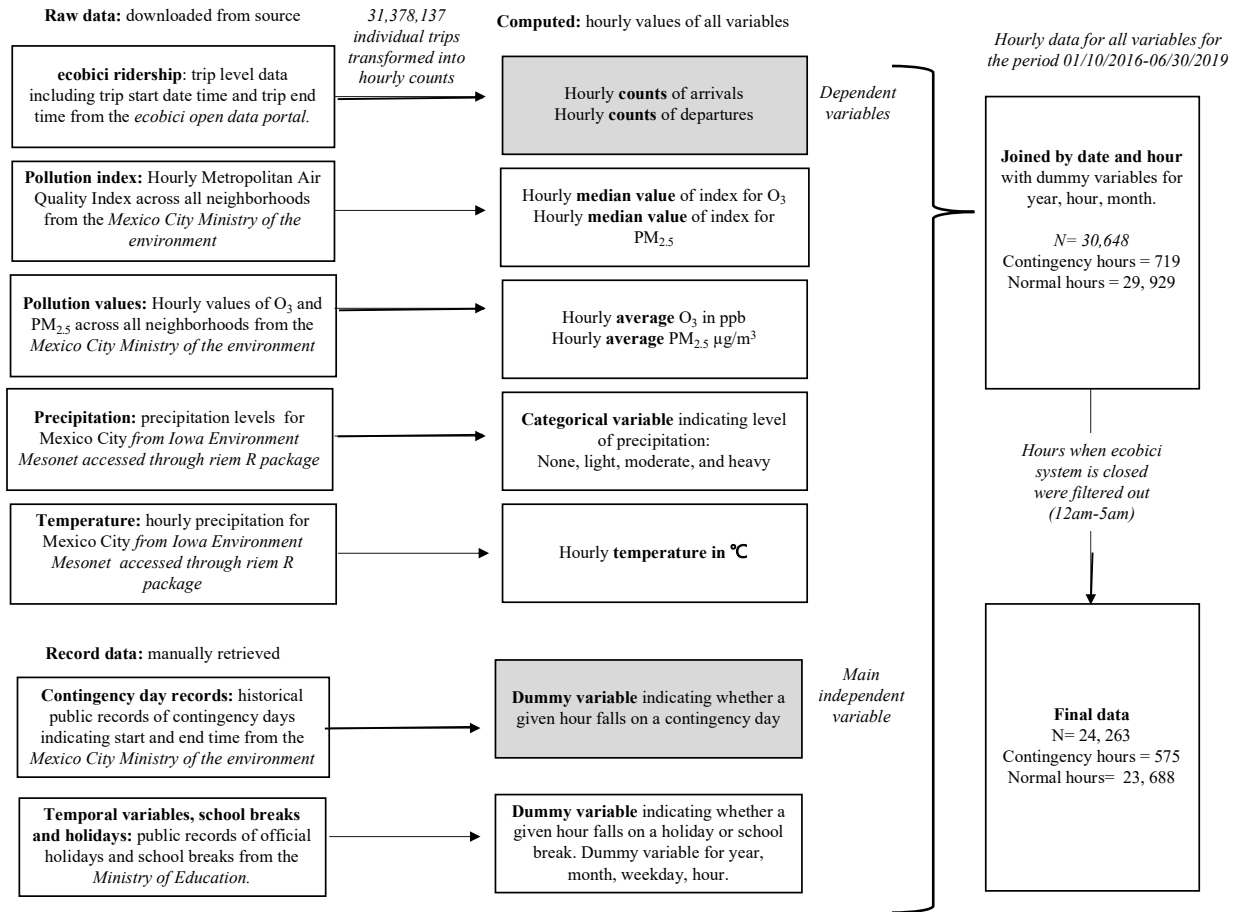 Raw data: downloaded from source
31,378,137
individual trips
transformed into
hourly counts
Computed: hourly values of all variables
ecobici ridership: trip level data
including trip start date time and trip end
time from the ecobici open data portal.
Hourly counts of arrivals
Hourly counts of departures
Dependent
variables
Pollution index: Hourly Metropolitan Air
Quality Index across all neighborhoods
from the Mexico City Ministry of the
environment
Hourly median value of index for O3
Hourly median value of index for
PM2.5
Pollution values: Hourly values of O3 and
PM2.5 across all neighborhoods from the
Mexico City Ministry of the environment
Hourly average O3 in ppb
Hourly average PM2.5 µg/m3
Precipitation: precipitation levels for
Mexico City from Iowa Environment
Mesonet accessed through riem R package
Categorical variable indicating level
of precipitation:
None, light, moderate, and heavy
Temperature: hourly precipitation for
Mexico City from Iowa Environment
Mesonet accessed through riem R
package
Hourly temperature in ℃
Record data: manually retrieved
Contingency day records: historical
public records of contingency days
indicating start and end time from the
Mexico City Ministry of the environment
Dummy variable indicating whether a
given hour falls on a contingency day
Main
independent
variable
Temporal variables, school breaks
and holidays: public records of official
holidays and school breaks from the
Ministry of Education.
Dummy variable indicating whether a
given hour falls on a holiday or school
break. Dummy variable for year,
month, weekday, hour.
Hourly data for all variables for
the period 01/10/2016-06/30/2019
Joined by date and hour
with dummy variables for
year, hour, month.
N= 30,648
Contingency hours = 719
Normal hours = 29, 929
Hours when ecobici
system is closed
were filtered out
(12am-5am)
Final data
N= 24, 263
Contingency hours = 575
Normal hours= 23, 688